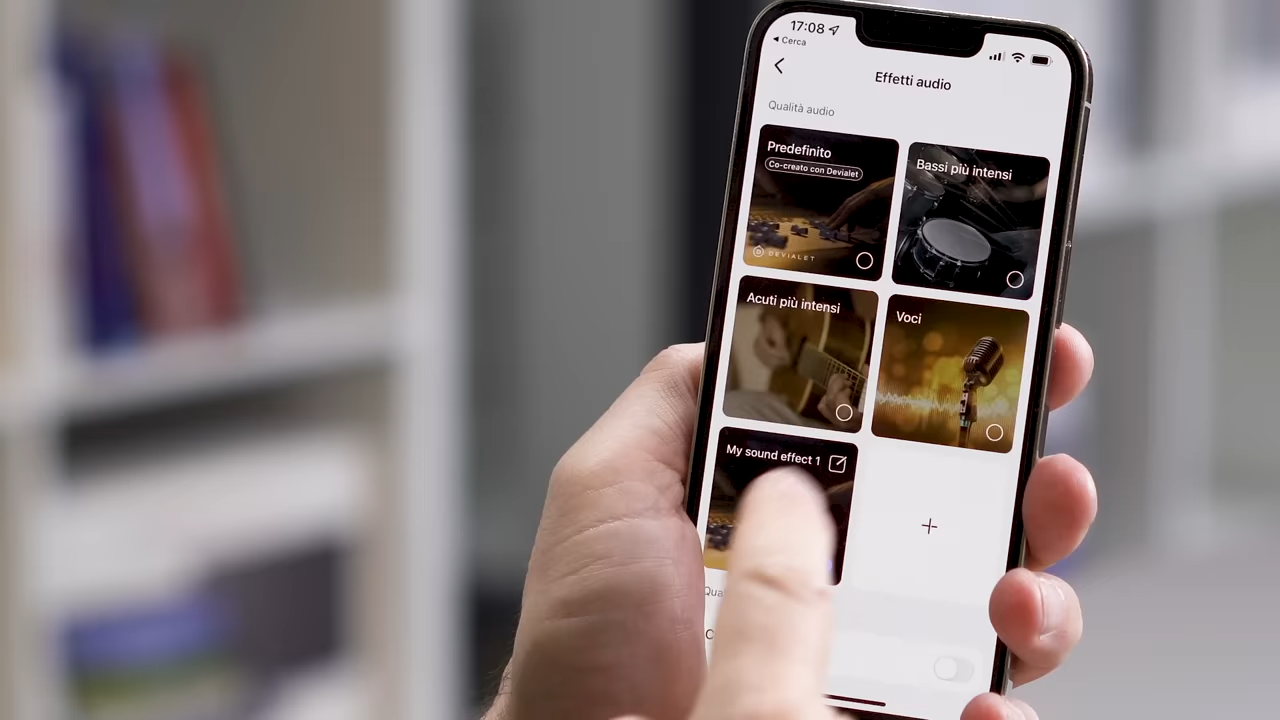 17:08
Cerca
Effetti audio
Qualità audio
Predefinito
Co-creato con Devialet
DEVIALET
Bassi più intensi
Acuti più intensi
Voci
My sound effect 1
Qua